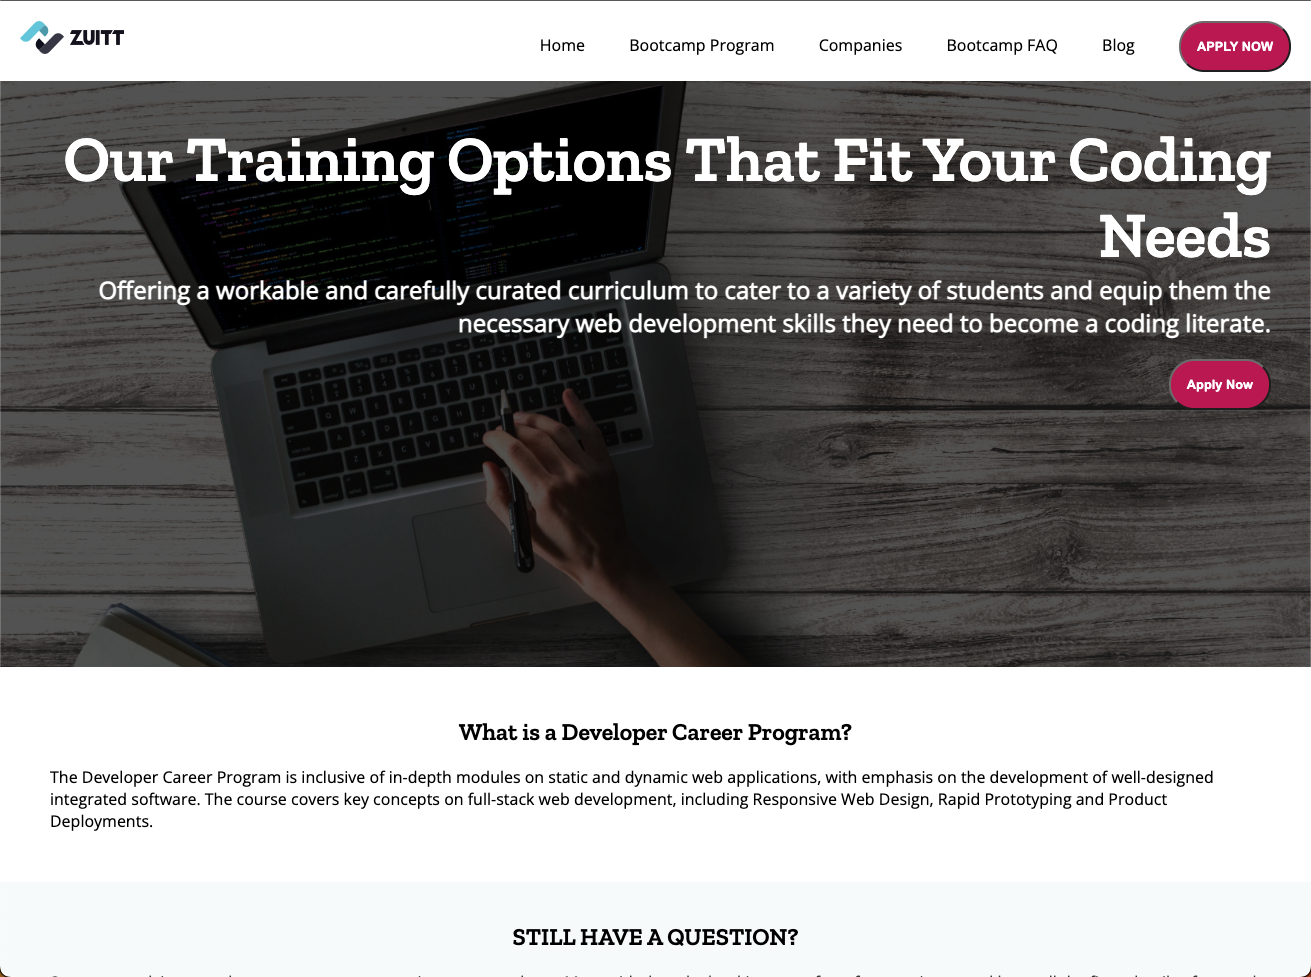 ZUITT
Home Bootcamp Program Companies Bootcamp FAQ Blog APPLY NOW
Our Training Options That Fit Your Coding
Needs
Offering a workable and carefully curated curriculum to cater to a variety of students and equip them the
necessary web development skills they need to become a coding literate.
Apply Now
What is a Developer Career Program?
The Developer Career Program is inclusive of in-depth modules on static and dynamic web applications, with emphasis on the development of well-designed
integrated software. The course covers key concepts on full-stack web development, including Responsive Web Design, Rapid Prototyping and Product
Deployments.
STILL HAVE A QUESTION?